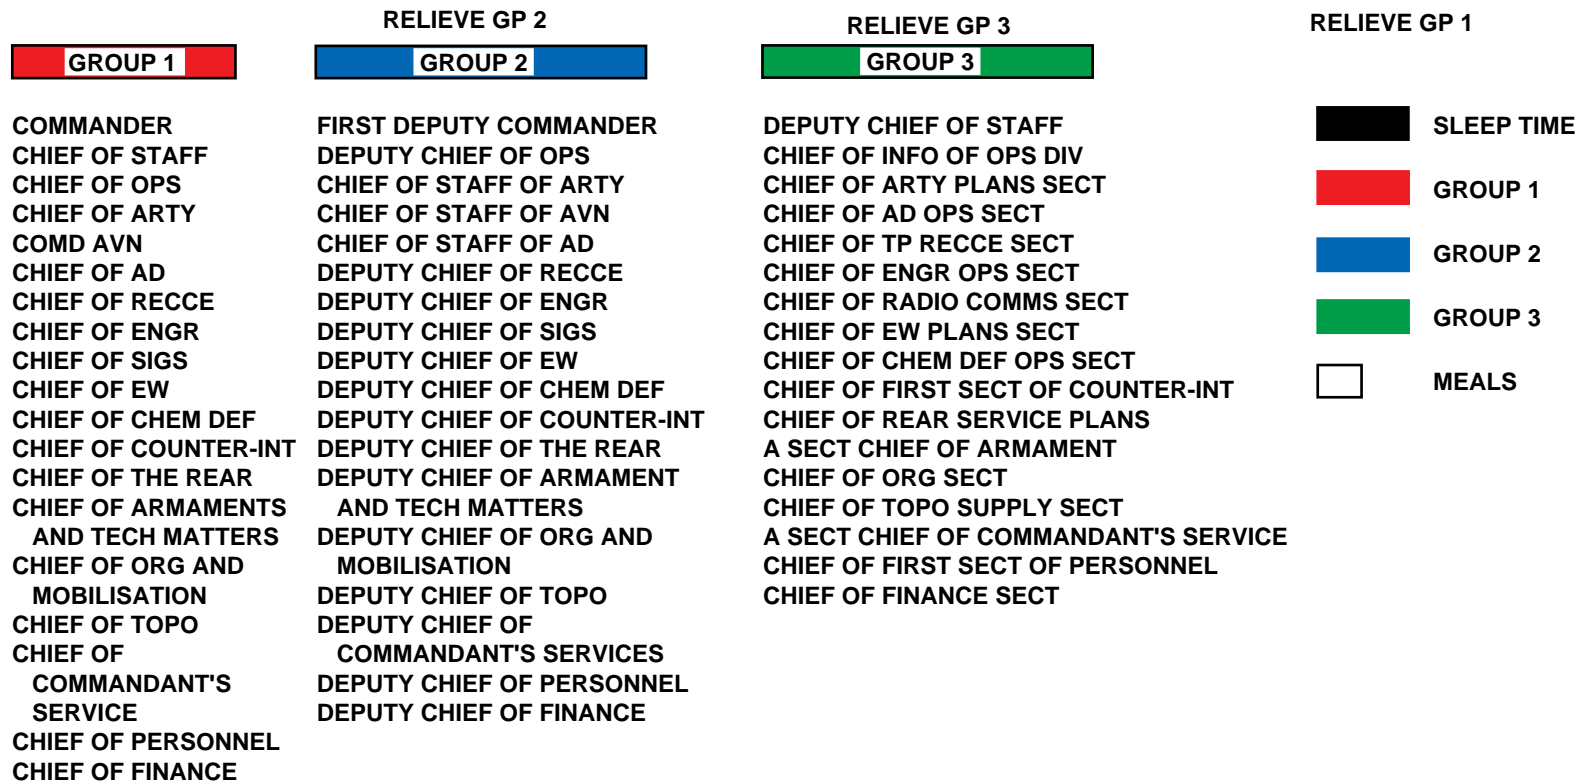 RELIEVE GP 2
RELIEVE GP 3
RELIEVE GP 1
GROUP 1
GROUP 2
GROUP 3
COMMANDER
CHIEF OF STAFF
CHIEF OF OPS
CHIEF OF ARTY
COMD AVN
CHIEF OF AD
CHIEF OF RECCE
CHIEF OF ENGR
CHIEF OF SIGS
CHIEF OF EW
CHIEF OF CHEM DEF
CHIEF OF COUNTER-INT
CHIEF OF THE REAR
CHIEF OF ARMAMENTS
AND TECH MATTERS
CHIEF OF ORG AND
MOBILISATION
CHIEF OF TOPO
CHIEF OF
COMMANDANT'S
SERVICE
CHIEF OF PERSONNEL
CHIEF OF FINANCE
FIRST DEPUTY COMMANDER
DEPUTY CHIEF OF OPS
CHIEF OF STAFF OF ARTY
CHIEF OF STAFF OF AVN
CHIEF OF STAFF OF AD
DEPUTY CHIEF OF RECCE
DEPUTY CHIEF OF ENGR
DEPUTY CHIEF OF SIGS
DEPUTY CHIEF OF EW
DEPUTY CHIEF OF CHEM DEF
DEPUTY CHIEF OF COUNTER-INT
DEPUTY CHIEF OF THE REAR
DEPUTY CHIEF OF ARMAMENT
AND TECH MATTERS
DEPUTY CHIEF OF ORG AND
MOBILISATION
DEPUTY CHIEF OF TOPO
DEPUTY CHIEF OF
COMMANDANT'S SERVICES
DEPUTY CHIEF OF PERSONNEL
DEPUTY CHIEF OF FINANCE
DEPUTY CHIEF OF STAFF
CHIEF OF INFO OF OPS DIV
CHIEF OF ARTY PLANS SECT
CHIEF OF AD OPS SECT
CHIEF OF TP RECCE SECT
CHIEF OF ENGR OPS SECT
CHIEF OF RADIO COMMS SECT
CHIEF OF EW PLANS SECT
CHIEF OF CHEM DEF OPS SECT
CHIEF OF FIRST SECT OF COUNTER-INT
CHIEF OF REAR SERVICE PLANS
A SECT CHIEF OF ARMAMENT
CHIEF OF ORG SECT
CHIEF OF TOPO SUPPLY SECT
A SECT CHIEF OF COMMANDANT'S SERVICE
CHIEF OF FIRST SECT OF PERSONNEL
CHIEF OF FINANCE SECT
SLEEP TIME
GROUP 1
GROUP 2
GROUP 3
MEALS